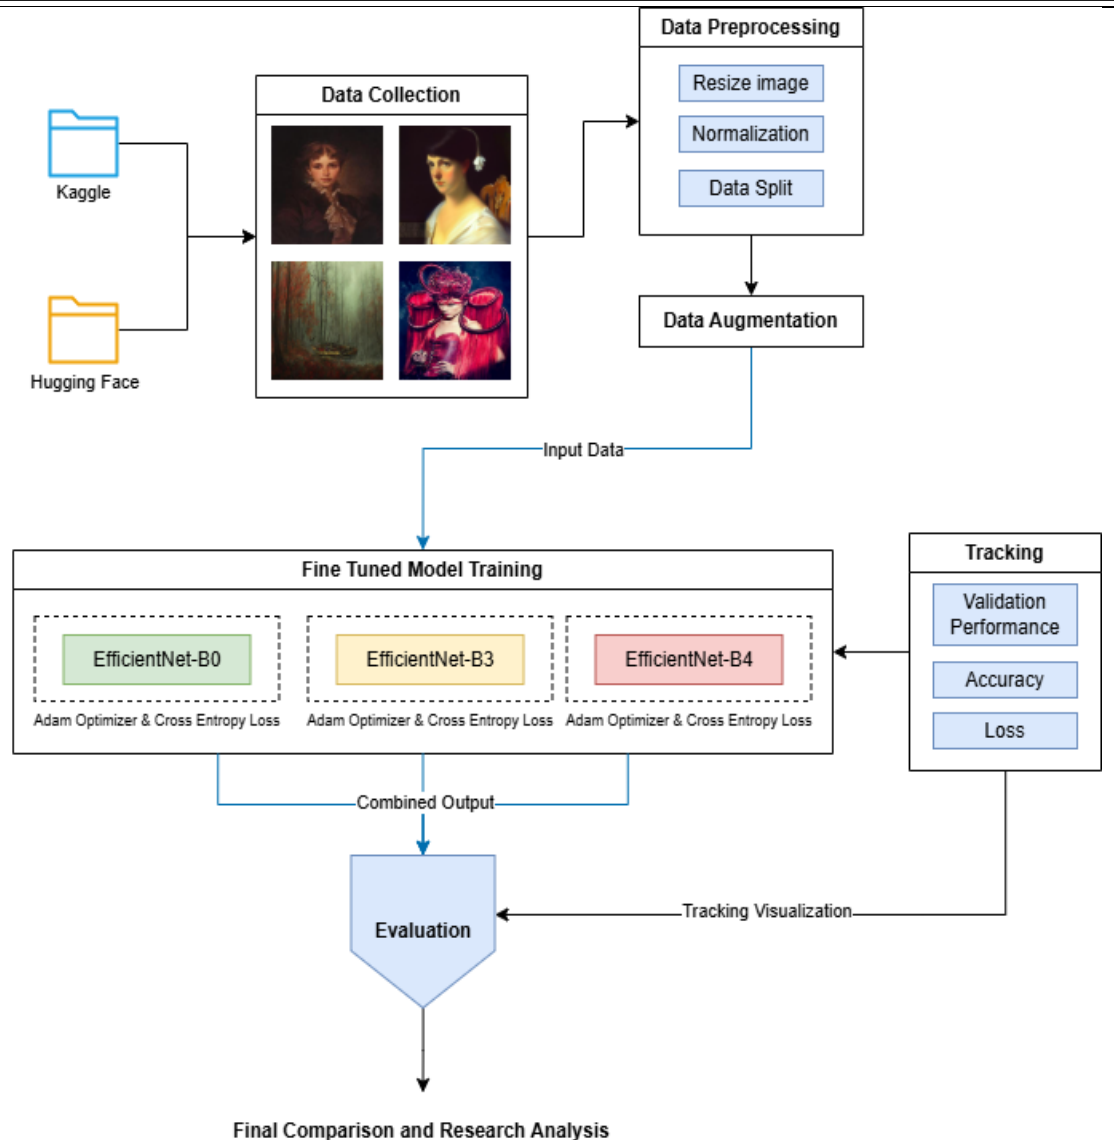 Data Preprocessing
Resize image
Normalization
Data Split
Data Collection
Kaggle
Hugging Face
Data Augmentation
Input Data
Fine Tuned Model Training
EfficientNet-B0
Adam Optimizer & Cross Entropy Loss
EfficientNet-B3
Adam Optimizer & Cross Entropy Loss
EfficientNet-B4
Adam Optimizer & Cross Entropy Loss
Tracking
Validation
Performance
Accuracy
Loss
Combined Output
Tracking Visualization
Evaluation
Final Comparison and Research Analysis